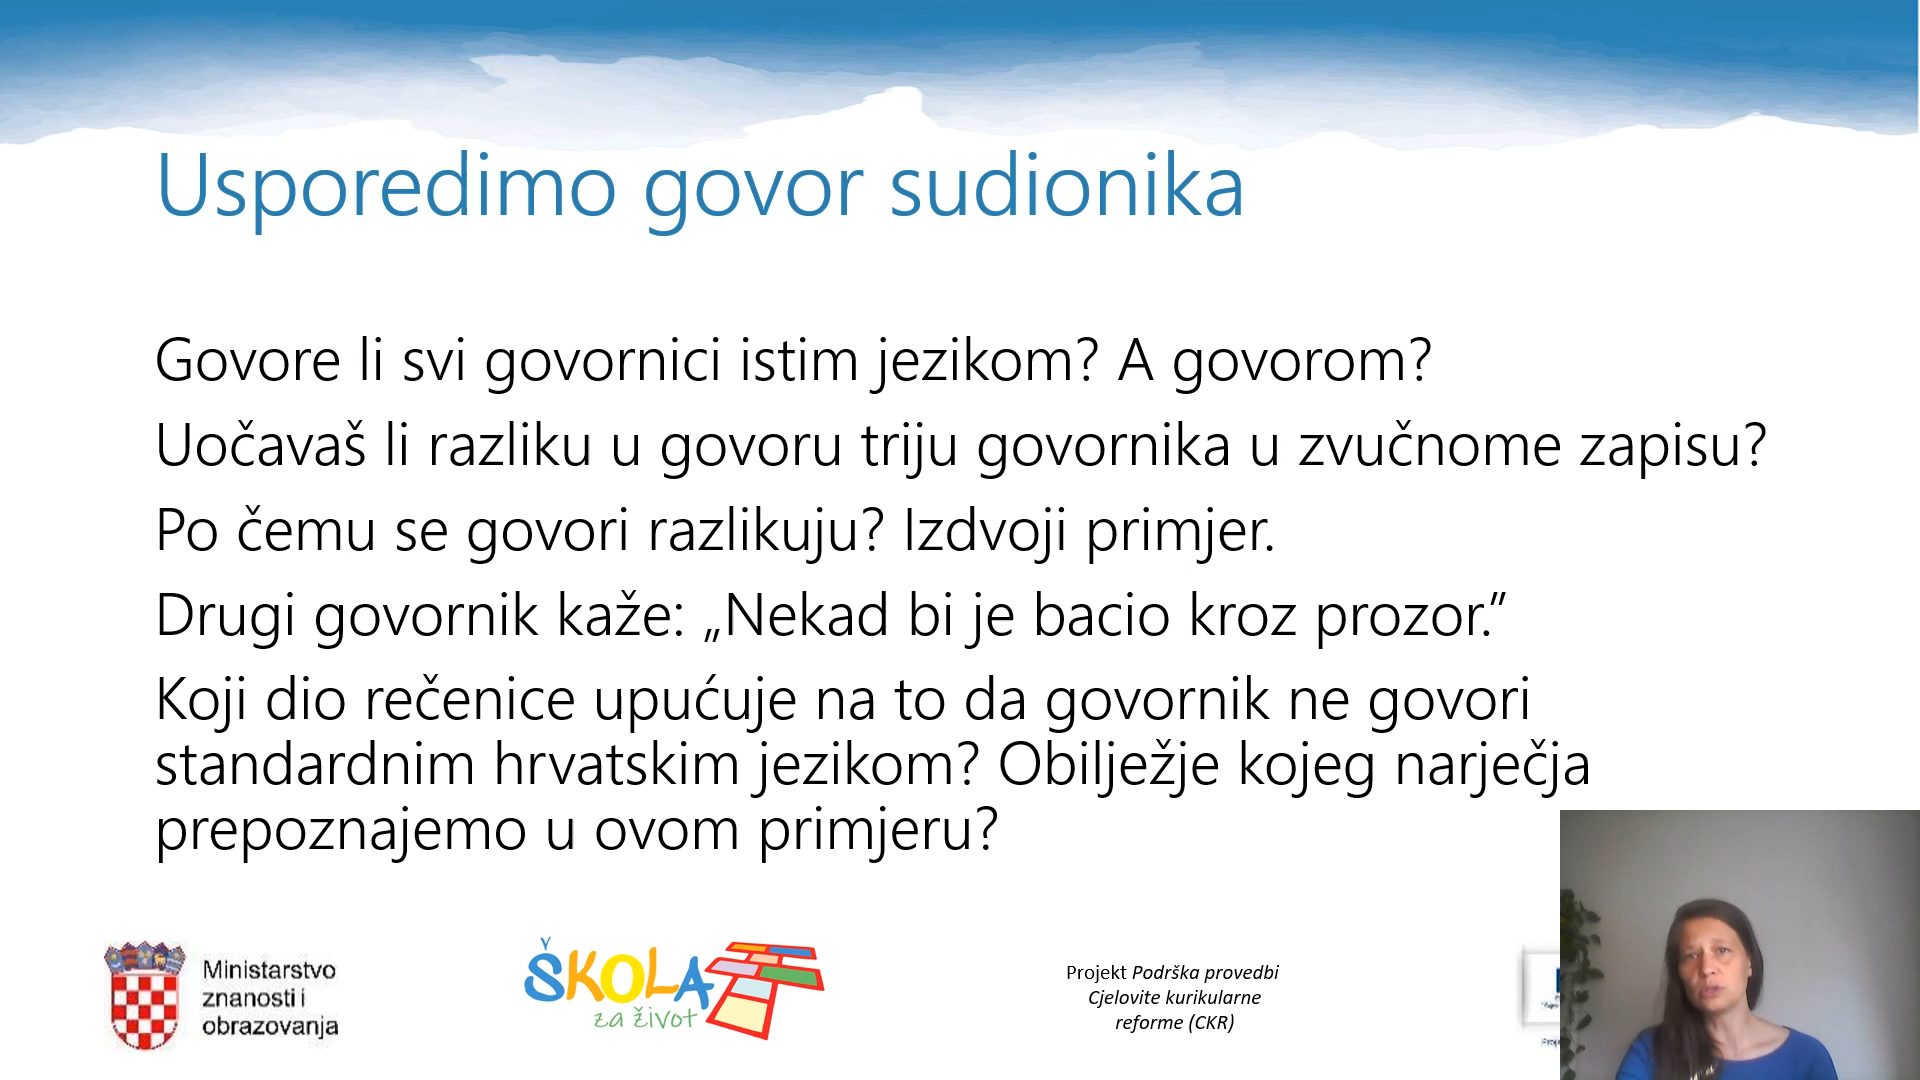 Usporedimo govor sudionika
Govore li svi govornici istim jezikom? A govorom?
Uočavaš li razliku u govoru triju govornika u zvučnome zapisu?
Po čemu se govori razlikuju? Izdvoji primjer.
Drugi govornik kaže: „Nekad bi je bacio kroz prozor.”
Koji dio rečenice upućuje na to da govornik ne govori
standardnim hrvatskim jezikom? Obilježje kojeg narječja
prepoznajemo u ovom primjeru?
Ministarstvo
znanosti i
obrazovanja
ŠKOLA
za život
Projekt Podrška provedbi
Cjelovite kurikularne
reforme (CKR)